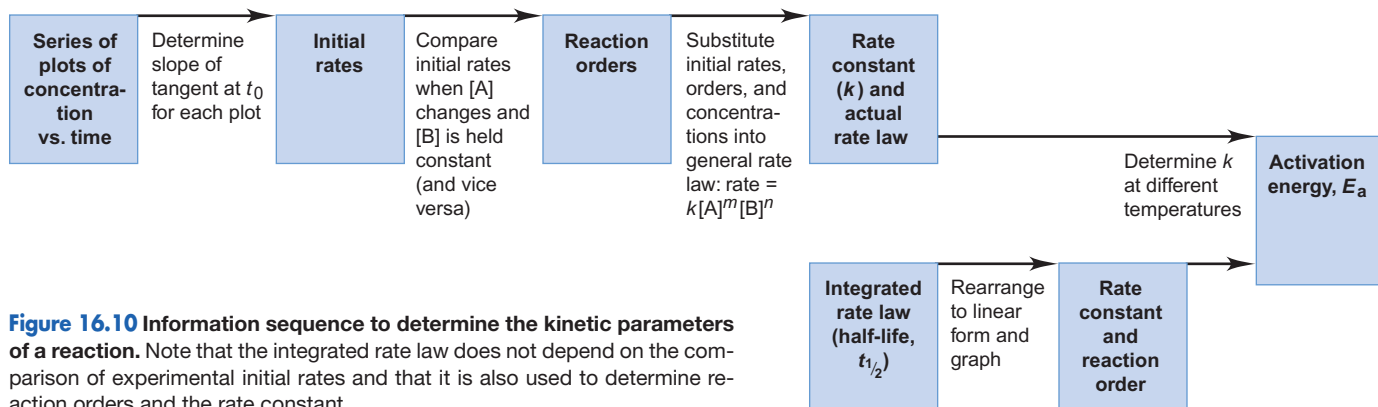 Series of
plots of
concentra-
tion
vs. time
Determine
slope of
tangent at t0
for each plot
Initial
rates
Compare
initial rates
when [A]
changes and
[B] is held
constant
(and vice
versa)
Reaction
orders
Substitute
initial rates,
orders, and
concentra-
tions into
general rate
law: rate =
k[A]^m[B]^n
Rate
constant
(k) and
actual
rate law
Determine k
at different
temperatures
Activation
energy, Ea
Integrated
rate law
(half-life,
t1/2)
Rearrange
to linear
form and
graph
Rate
constant
and
reaction
order
Figure 16.10 Information sequence to determine the kinetic parameters
of a reaction. Note that the integrated rate law does not depend on the com-
parison of experimental initial rates and that it is also used to determine re-
action orders and the rate constant.